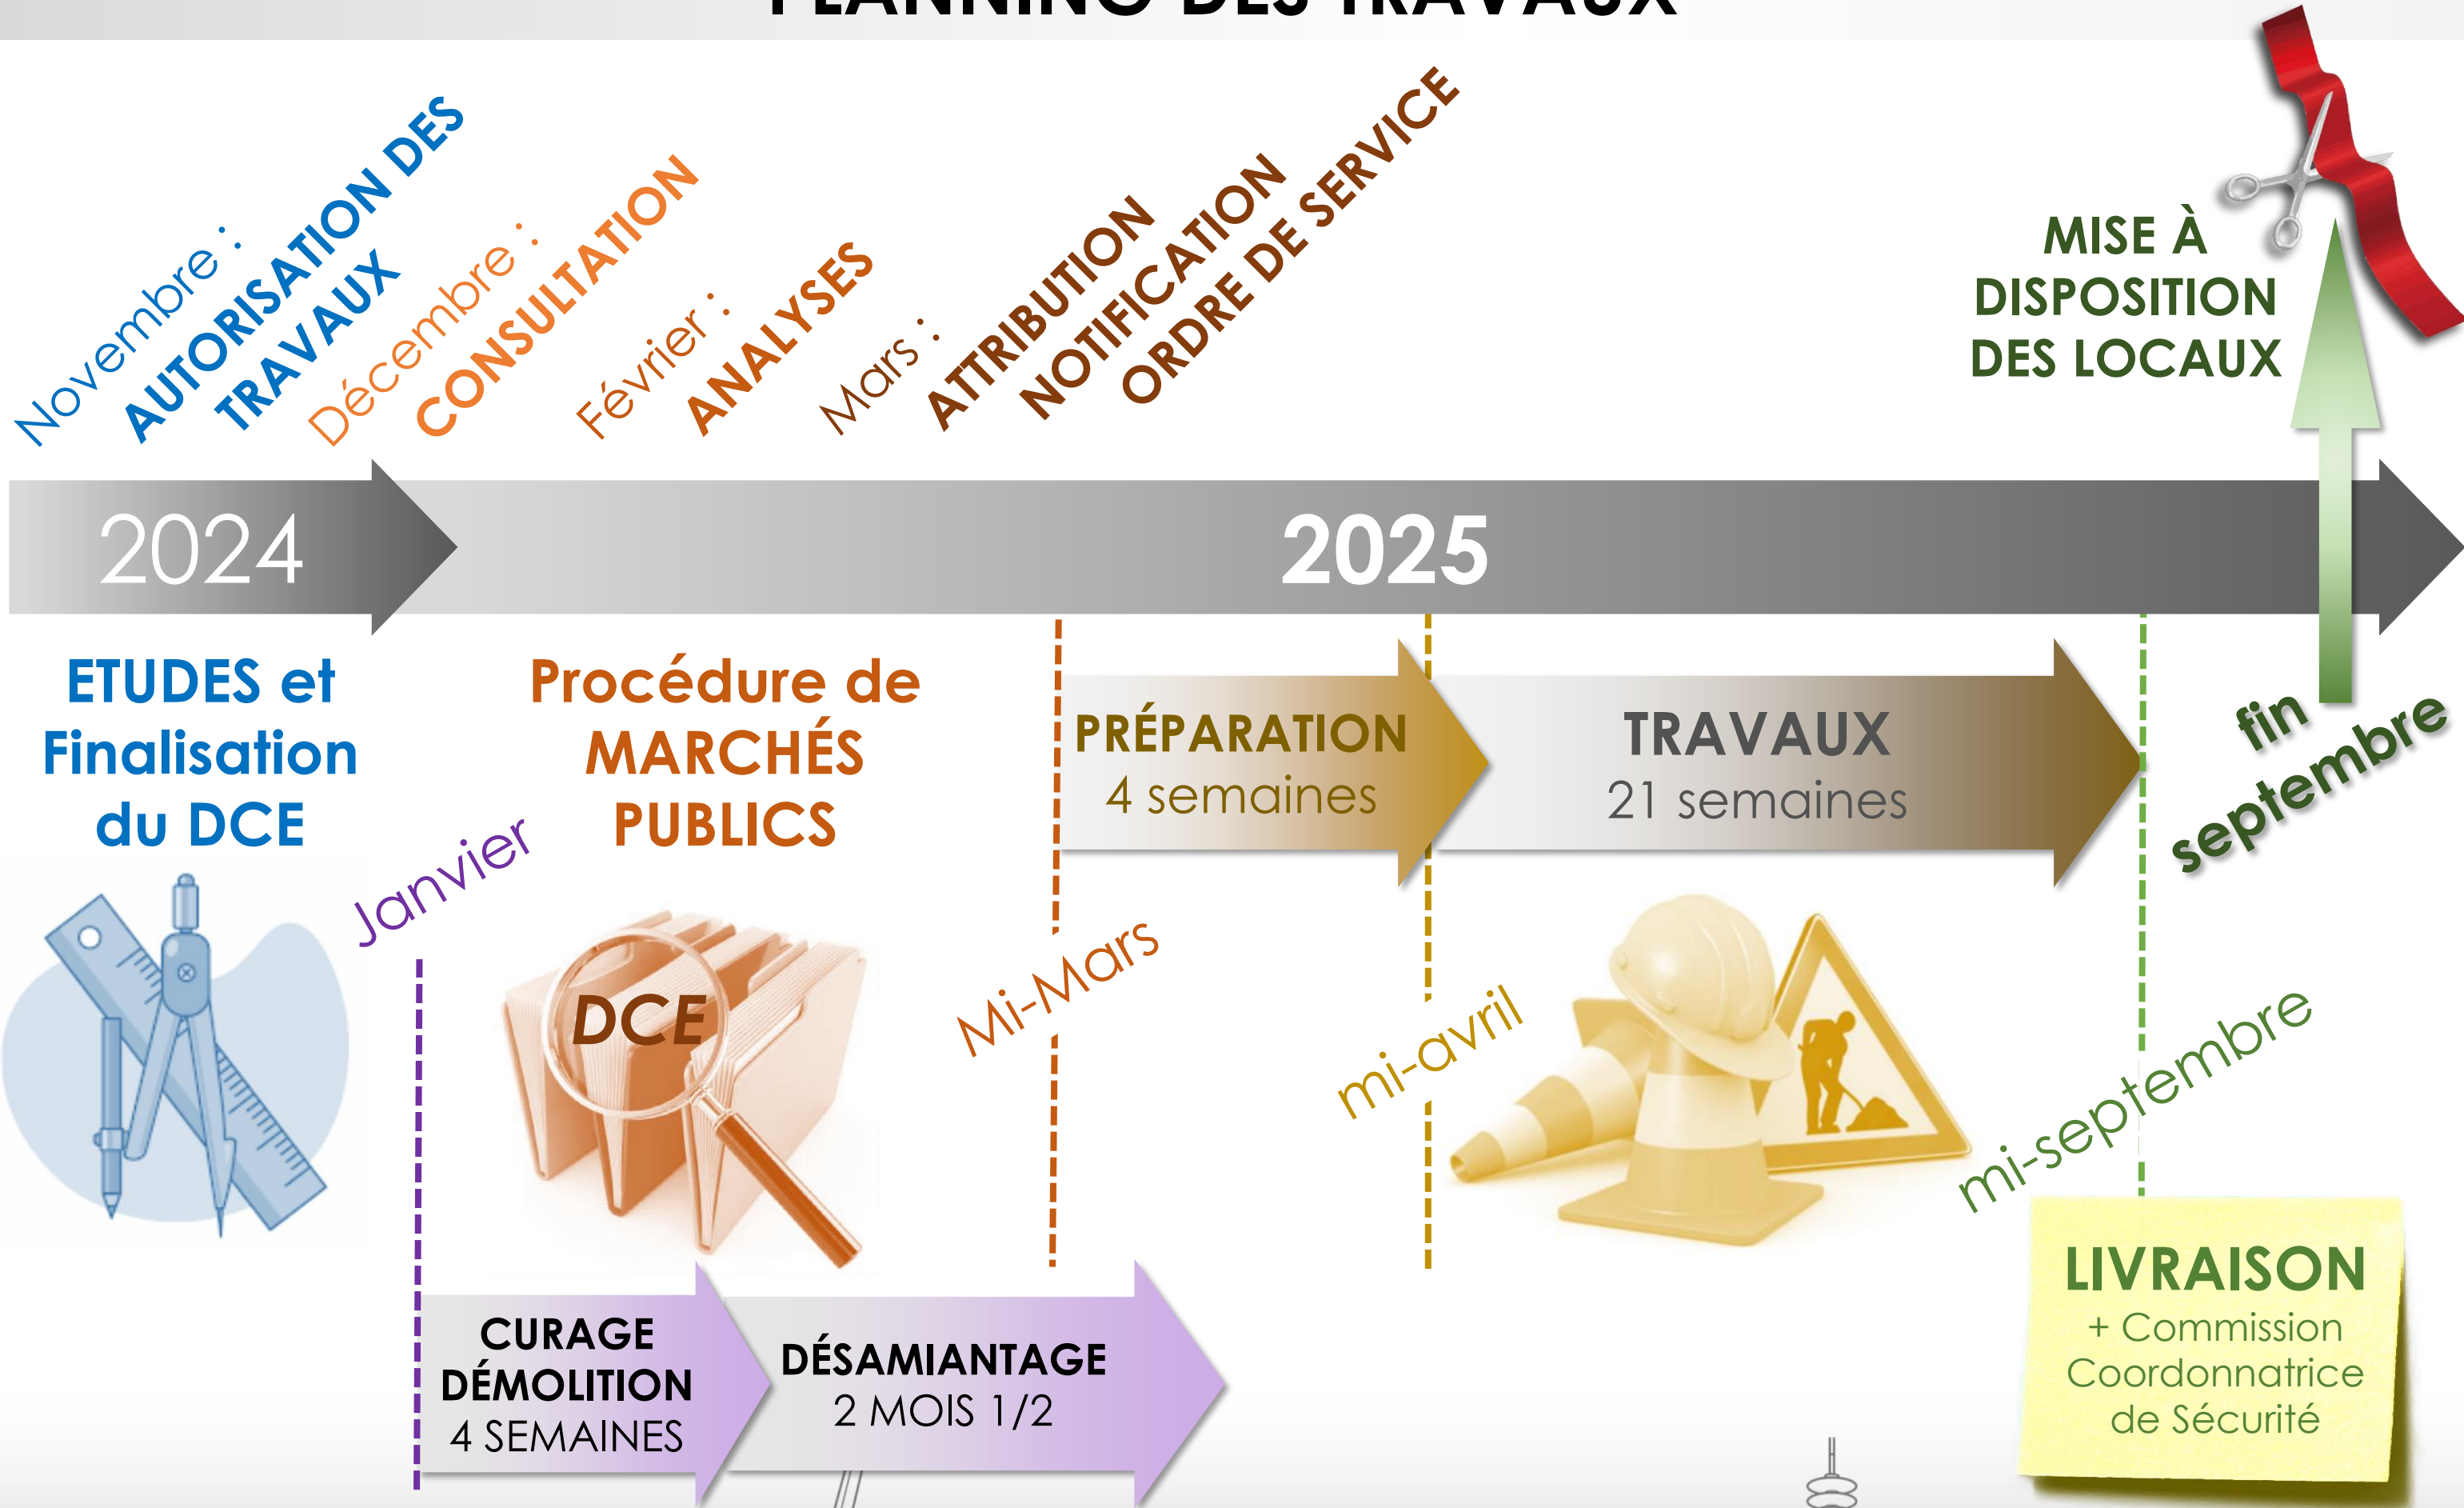 PLANNING DES TRAVAUX
Novembre :
AUTORISATION DES
TRAVAUX
Décembre :
CONSULTATION
Février :
ANALYSES
Mars :
ATTRIBUTION
NOTIFICATION
ORDRE DE SERVICE
MISE À
DISPOSITION
DES LOCAUX
2024
2025
ETUDES et
Finalisation
du DCE
Janvier
Procédure de
MARCHÉS
PUBLICS
DCE
Mi-Mars
PRÉPARATION
4 semaines
mi-avril
TRAVAUX
21 semaines
fin
septembre
mi-septembre
CURAGE
DÉMOLITION
4 SEMAINES
DÉSAMIANTAGE
2 MOIS 1/2
LIVRAISON
+ Commission
Coordonnatrice
de Sécurité